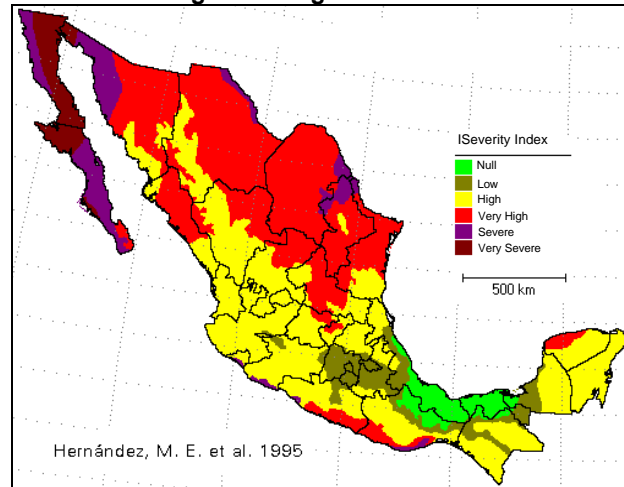 ISeverity Index
Null
Low
High
Very High
Severe
Very Severe
500 km
Hernández, M. E. et al. 1995